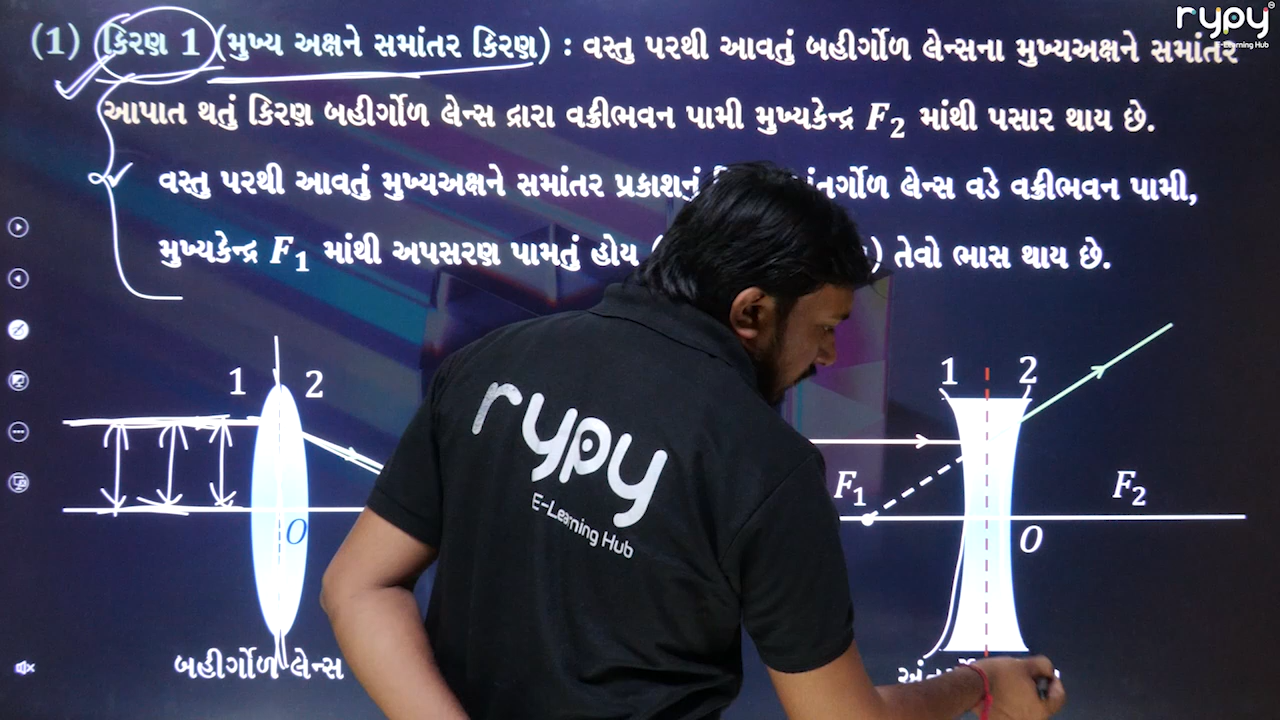 rypy
E-Learning Hub
(1) કિરણ 1 (મુખ્ય અક્ષને સમાંતર કિરણ) : વસ્તુ પરથી આવતું બહીર્ગોળ લેન્સના મુખ્યઅક્ષને સમાંતર
આપાત થતું કિરણ બહીર્ગોળ લેન્સ દ્રારા વક્રીભવન પામી મુખ્યકેન્દ્ર F2 માંથી પસાર થાય છે.
વસ્તુ પરથી આવતું મુખ્યઅક્ષને સમાંતર પ્રકાશનું લેન્સ વડે વક્રીભવન પામી,
મુખ્યકેન્દ્ર F1 માંથી અપસરણ પામતું હોય ( ) તેવો ભાસ થાય છે.
1 2
O
બહીર્ગોળ લેન્સ
1 2
F1 F2
O
rypy
E-Learning Hub